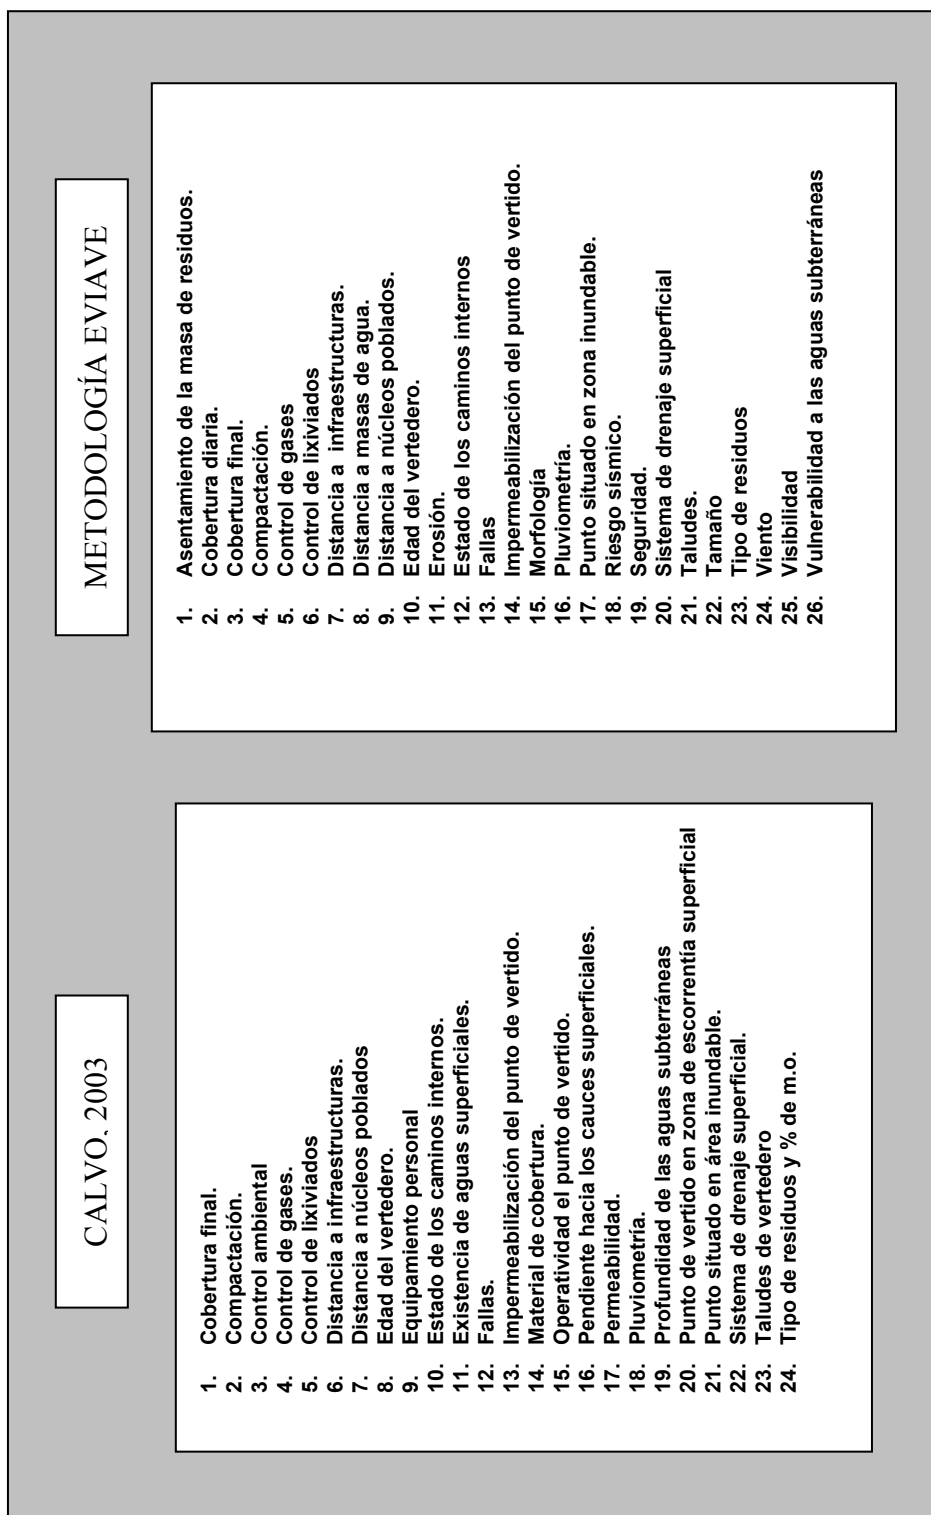 CALVO. 2003
1. Cobertura final.
2. Compactación.
3. Control ambiental
4. Control de gases.
5. Control de lixiviados
6. Distancia a infraestructuras.
7. Distancia a núcleos poblados
8. Edad del vertedero.
9. Equipamiento personal
10. Estado de los caminos internos.
11. Existencia de aguas superficiales.
12. Fallas.
13. Impermeabilización del punto de vertido.
14. Material de cobertura.
15. Operatividad el punto de vertido.
16. Pendiente hacia los cauces superficiales.
17. Permeabilidad.
18. Pluviometría.
19. Profundidad de las aguas subterráneas
20. Punto de vertido en zona de escorrentía superficial
21. Punto situado en área inundable.
22. Sistema de drenaje superficial.
23. Taludes de vertedero
24. Tipo de residuos y % de m.o.
METODOLOGÍA EVIAVE
1. Asentamiento de la masa de residuos.
2. Cobertura diaria.
3. Cobertura final.
4. Compactación.
5. Control de gases
6. Control de lixiviados
7. Distancia a infraestructuras.
8. Distancia a masas de agua.
9. Distancia a núcleos poblados.
10. Edad del vertedero.
11. Erosión.
12. Estado de los caminos internos
13. Fallas
14. Impermeabilización del punto de vertido.
15. Morfología
16. Pluviometría.
17. Punto situado en zona inundable.
18. Riesgo sísmico.
19. Seguridad.
20. Sistema de drenaje superficial
21. Taludes.
22. Tamaño
23. Tipo de residuos
24. Viento
25. Visibilidad
26. Vulnerabilidad a las aguas subterráneas